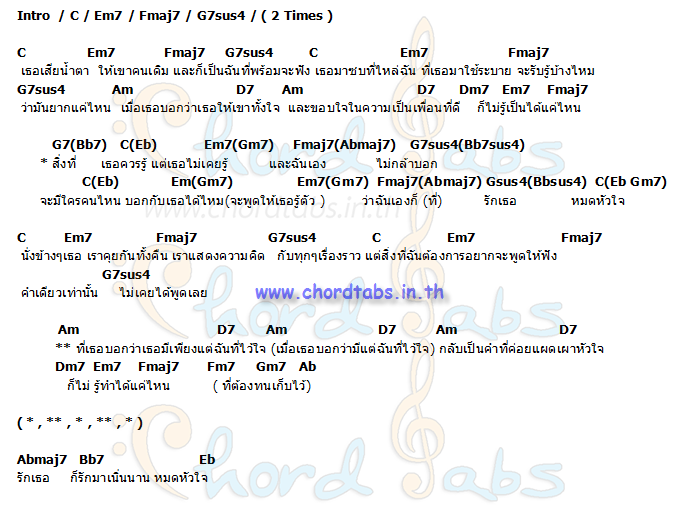 Intro / C / Em7 / Fmaj7 / G7sus4 / ( 2 Times )
C Em7 Fmaj7 G7sus4 C Em7 Fmaj7
เธอเสียน้ำตา ให้เขาคนเดิม และก็เป็นฉันที่พร้อมจะฟัง เธอมาซบที่ไหล่ฉัน ที่เธอมาใช้ระบาย จะรับรู้บ้างไหม
G7sus4 Am D7 Am D7 Dm7 Em7 Fmaj7
ว่ามันยากแค่ไหน เมื่อเธอบอกว่าเธอให้เขาทั้งใจ และขอบใจในความเป็นเพื่อนที่ดี ก็ไม่รู้เป็นได้แค่ไหน
G7(Bb7) C(Eb) Em7(Gm7) Fmaj7(Abmaj7) G7sus4(Bb7sus4)
* สิ่งที่ เธอควรรู้ แต่เธอไม่เคยรู้ และฉันเอง ไม่กล้าบอก
C(Eb) Em(Gm7) Em7(Gm7) Fmaj7(Abmaj7) Gsus4(Bbsus4) C(Eb Gm7)
จะมีใครคนไหน บอกกับเธอได้ไหม(จะพูดให้เธอรู้ตัว ) ว่าฉันเองก็ (ที่) รักเธอ หมดหัวใจ
www.chordtabs.in.th
C Em7 Fmaj7 G7sus4 C Em7 Fmaj7
นั่งข้างๆเธอ เราคุยกันทั้งคืน เราแสดงความคิด กับทุกๆเรื่องราว แต่สิ่งที่ฉันต้องการอยากจะพูดให้ฟัง
G7sus4
คำเดียวเท่านั้น ไม่เคยได้พูดเลย
www.chordtabs.in.th
Am D7 Am D7 Am D7
** ที่เธอบอกว่าเธอมีเพียงแต่ฉันที่ไว้ใจ (เมื่อเธอบอกว่ามีแต่ฉันที่ไว้ใจ) กลับเป็นคำที่ค่อยแผดเผาหัวใจ
Dm7 Em7 Fmaj7 Fm7 Gm7 Ab
ก็ไม่ รู้ทำได้แค่ไหน ( ที่ต้องทนเก็บไว้)
( * , ** , * , ** , * )
Abmaj7 Bb7 Eb
รักเธอ ก็รักมาเนิ่นนาน หมดหัวใจ
Chord Tabs
Chord Tabs